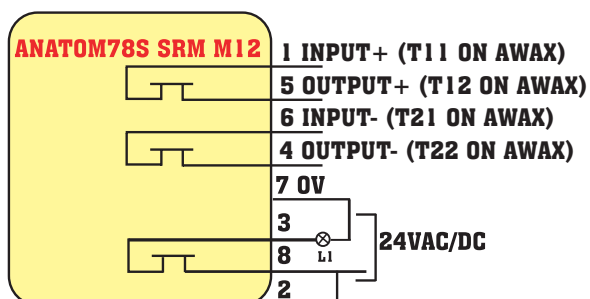 ANATOM78S SRM M12
1 INPUT+ (T11 ON AWAX)
5 OUTPUT+ (T12 ON AWAX)
6 INPUT- (T21 ON AWAX)
4 OUTPUT- (T22 ON AWAX)
7 0V
3
24VAC/DC
8
L1
2